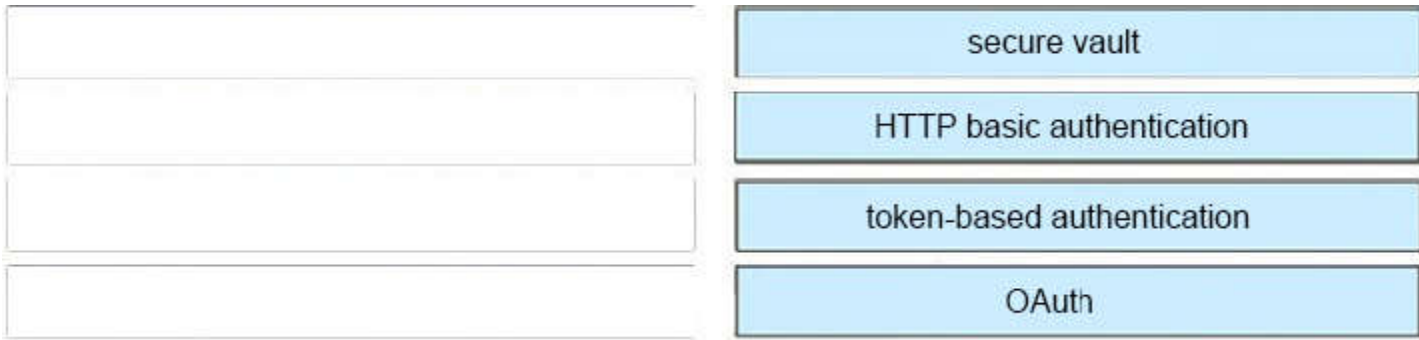 secure vault
HTTP basic authentication
token-based authentication
OAuth